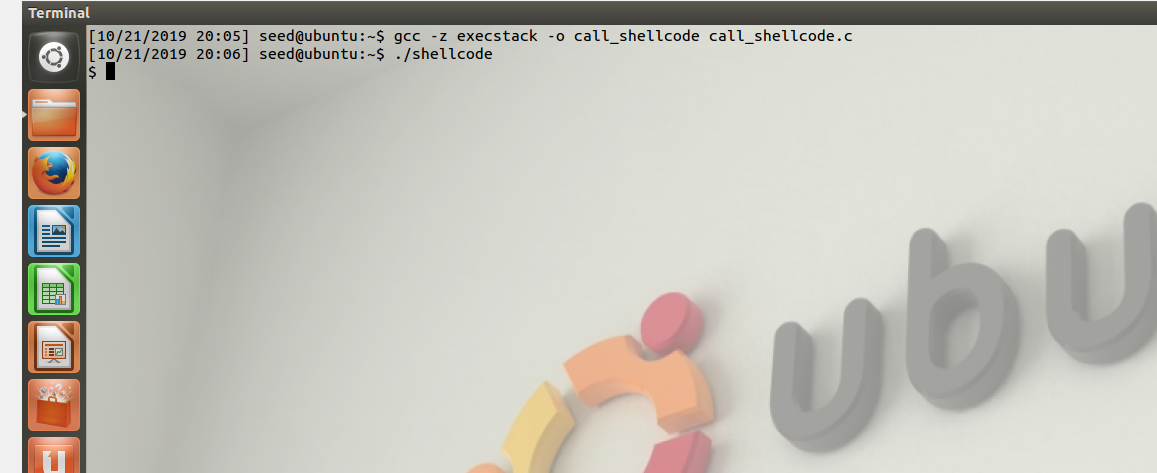 Terminal
[10/21/2019 20:05] seed@ubuntu:~$ gcc -z execstack -o call_shellcode call_shellcode.c
[10/21/2019 20:06] seed@ubuntu:~$ ./shellcode
$
ubu